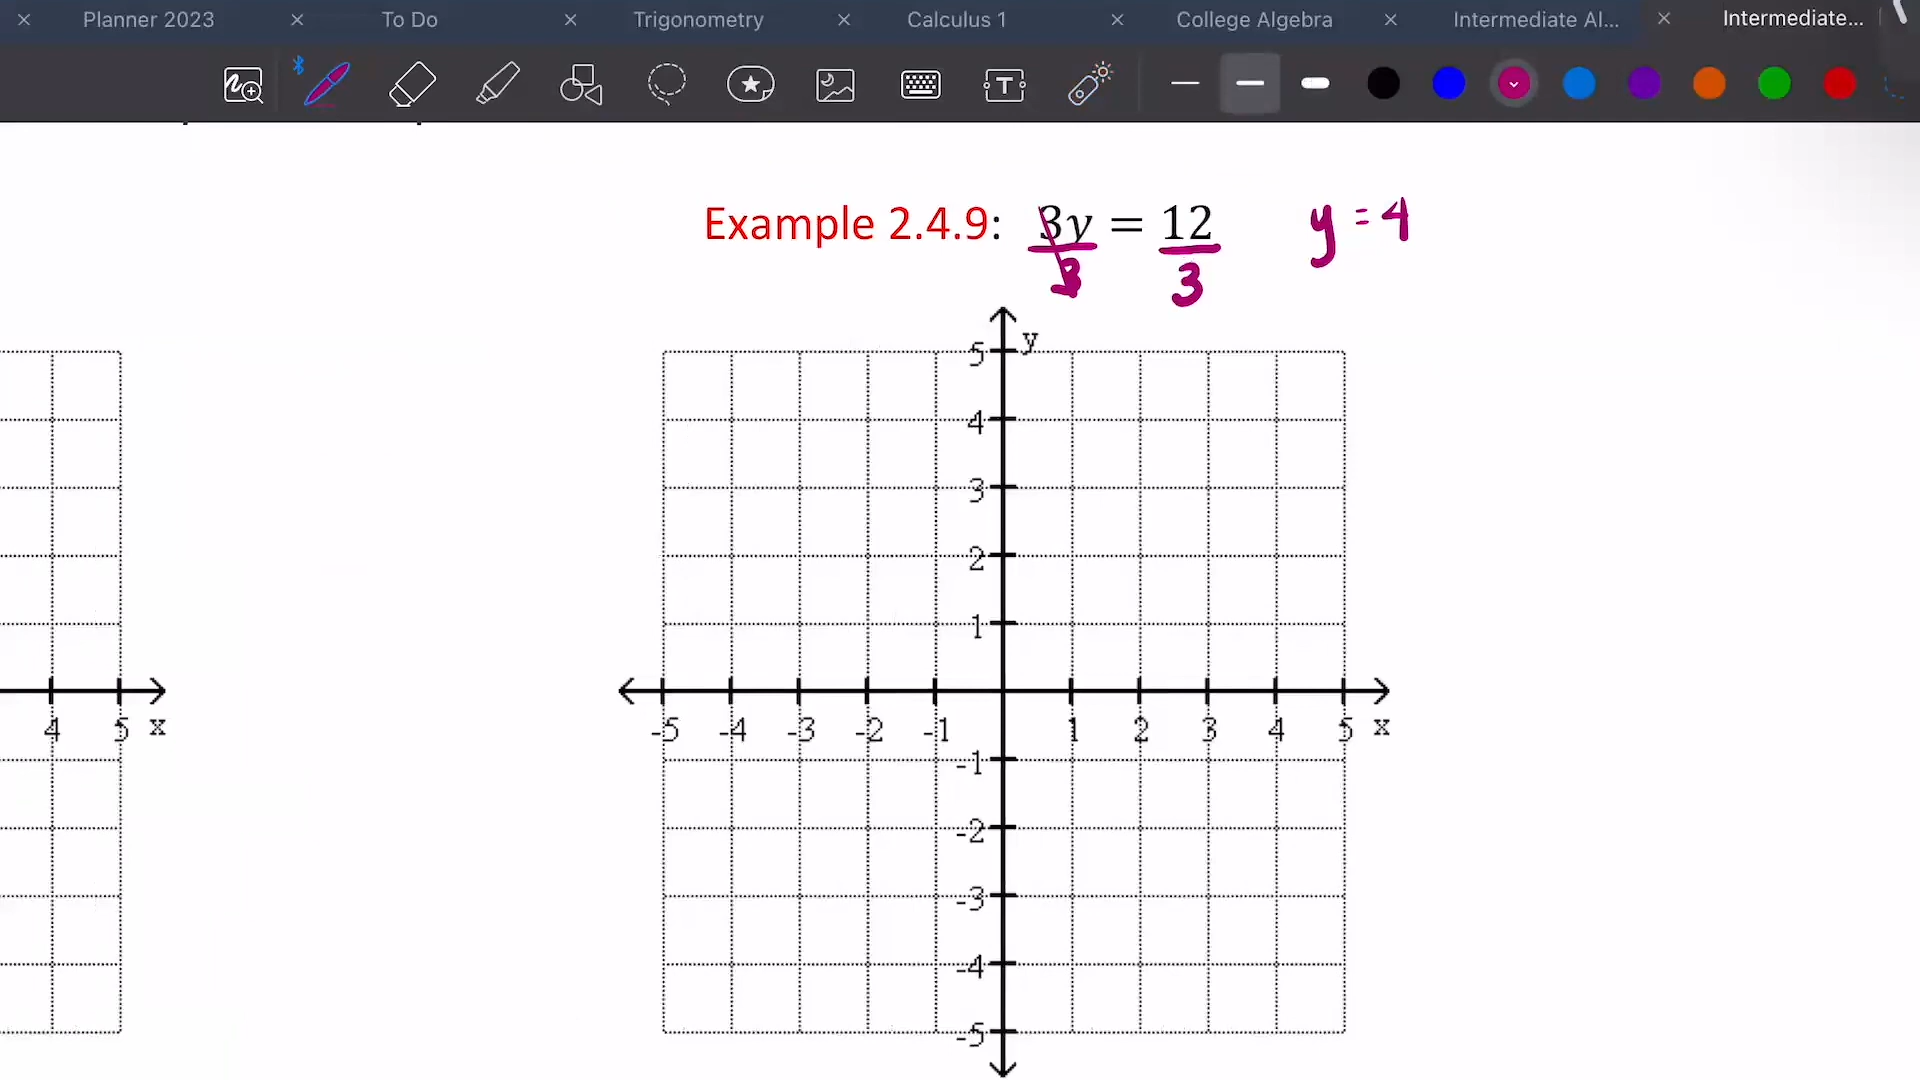 Planner 2023 To Do Trigonometry Calculus 1 College Algebra Intermediate Al... Intermediate...
T
Example 2.4.9: 3y = 12 y = 4
3 3
y
5
4
3
2
1
4 5 x
-5 -4 -3 -2 -1 1 2 3 4 5 x
-1
-2
-3
-4
-5